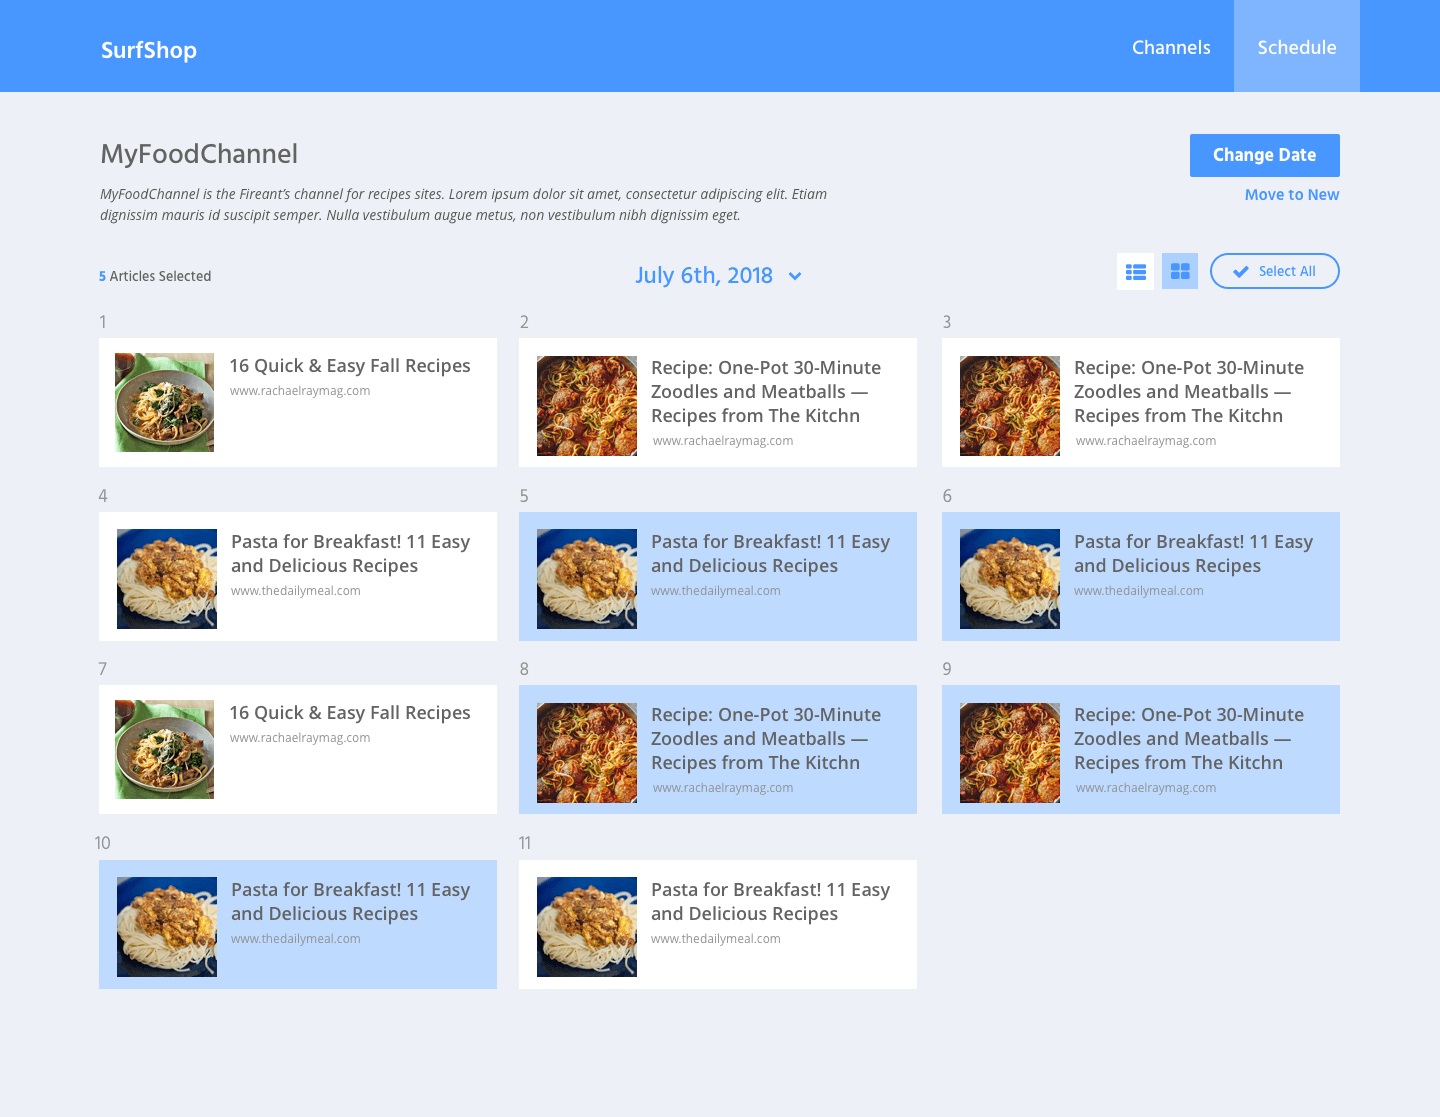 SurfShop
Channels
Schedule
MyFoodChannel
Change Date
MyFoodChannel is the Fireant’s channel for recipes sites. Lorem ipsum dolor sit amet, consectetur adipiscing elit. Etiam
dignissim mauris id suscipit semper. Nulla vestibulum augue metus, non vestibulum nibh dignissim eget.
Move to New
5 Articles Selected
July 6th, 2018
Select All
1
16 Quick & Easy Fall Recipes
www.rachaelraymag.com
2
Recipe: One-Pot 30-Minute
Zoodles and Meatballs —
Recipes from The Kitchn
www.rachaelraymag.com
3
Recipe: One-Pot 30-Minute
Zoodles and Meatballs —
Recipes from The Kitchn
www.rachaelraymag.com
4
Pasta for Breakfast! 11 Easy
and Delicious Recipes
www.thedailymeal.com
5
Pasta for Breakfast! 11 Easy
and Delicious Recipes
www.thedailymeal.com
6
Pasta for Breakfast! 11 Easy
and Delicious Recipes
www.thedailymeal.com
7
16 Quick & Easy Fall Recipes
www.rachaelraymag.com
8
Recipe: One-Pot 30-Minute
Zoodles and Meatballs —
Recipes from The Kitchn
www.rachaelraymag.com
9
Recipe: One-Pot 30-Minute
Zoodles and Meatballs —
Recipes from The Kitchn
www.rachaelraymag.com
10
Pasta for Breakfast! 11 Easy
and Delicious Recipes
www.thedailymeal.com
11
Pasta for Breakfast! 11 Easy
and Delicious Recipes
www.thedailymeal.com